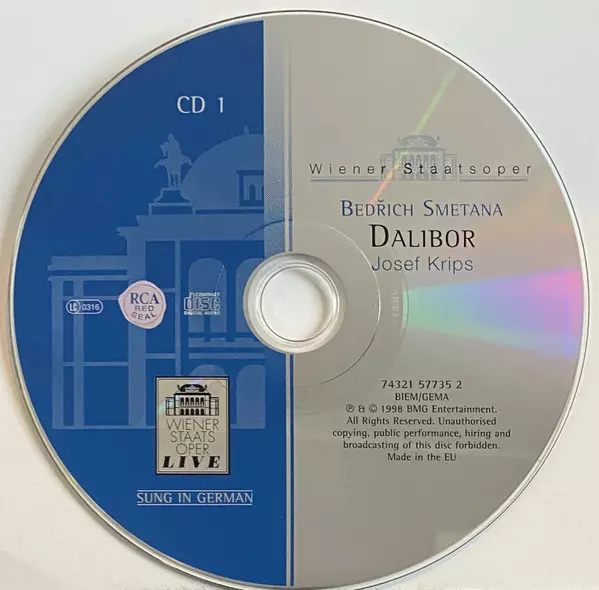 CD 1
Wiener Staatsoper
BEDŘICH SMETANA
DALIBOR
Josef Krips
LC 0316
RCA
RED
SEAL
COMPACT
disc
DIGITAL AUDIO
74321 57735 2
BIEM/GEMA
℗ & © 1998 BMG Entertainment.
All Rights Reserved. Unauthorised
copying, public performance, hiring and
broadcasting of this disc forbidden.
Made in the EU
WIENER
STAATS
OPER
LIVE
SUNG IN GERMAN